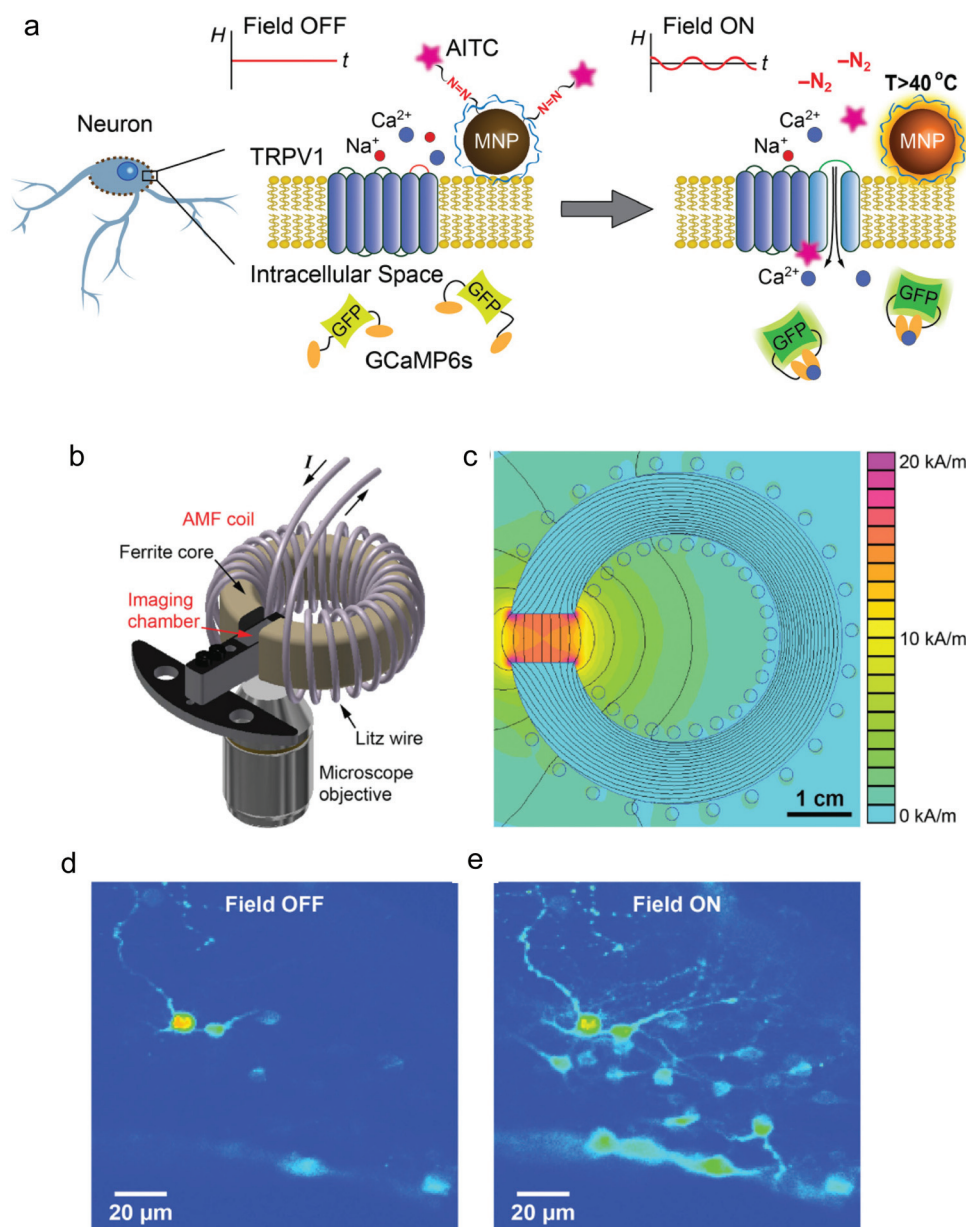 a
Field OFF
H
t
AITC
N=N
N=N
MNP
Neuron
TRPV1
Na⁺
Ca²⁺
Intracellular Space
GFP
GFP
GCaMP6s
Field ON
H
t
–N₂
–N₂
T>40 °C
Ca²⁺
Na⁺
MNP
Ca²⁺
GFP
GFP
b
I
AMF coil
Ferrite core
Imaging
chamber
Litz wire
Microscope
objective
c
20 kA/m
10 kA/m
0 kA/m
1 cm
d
Field OFF
20 µm
e
Field ON
20 µm